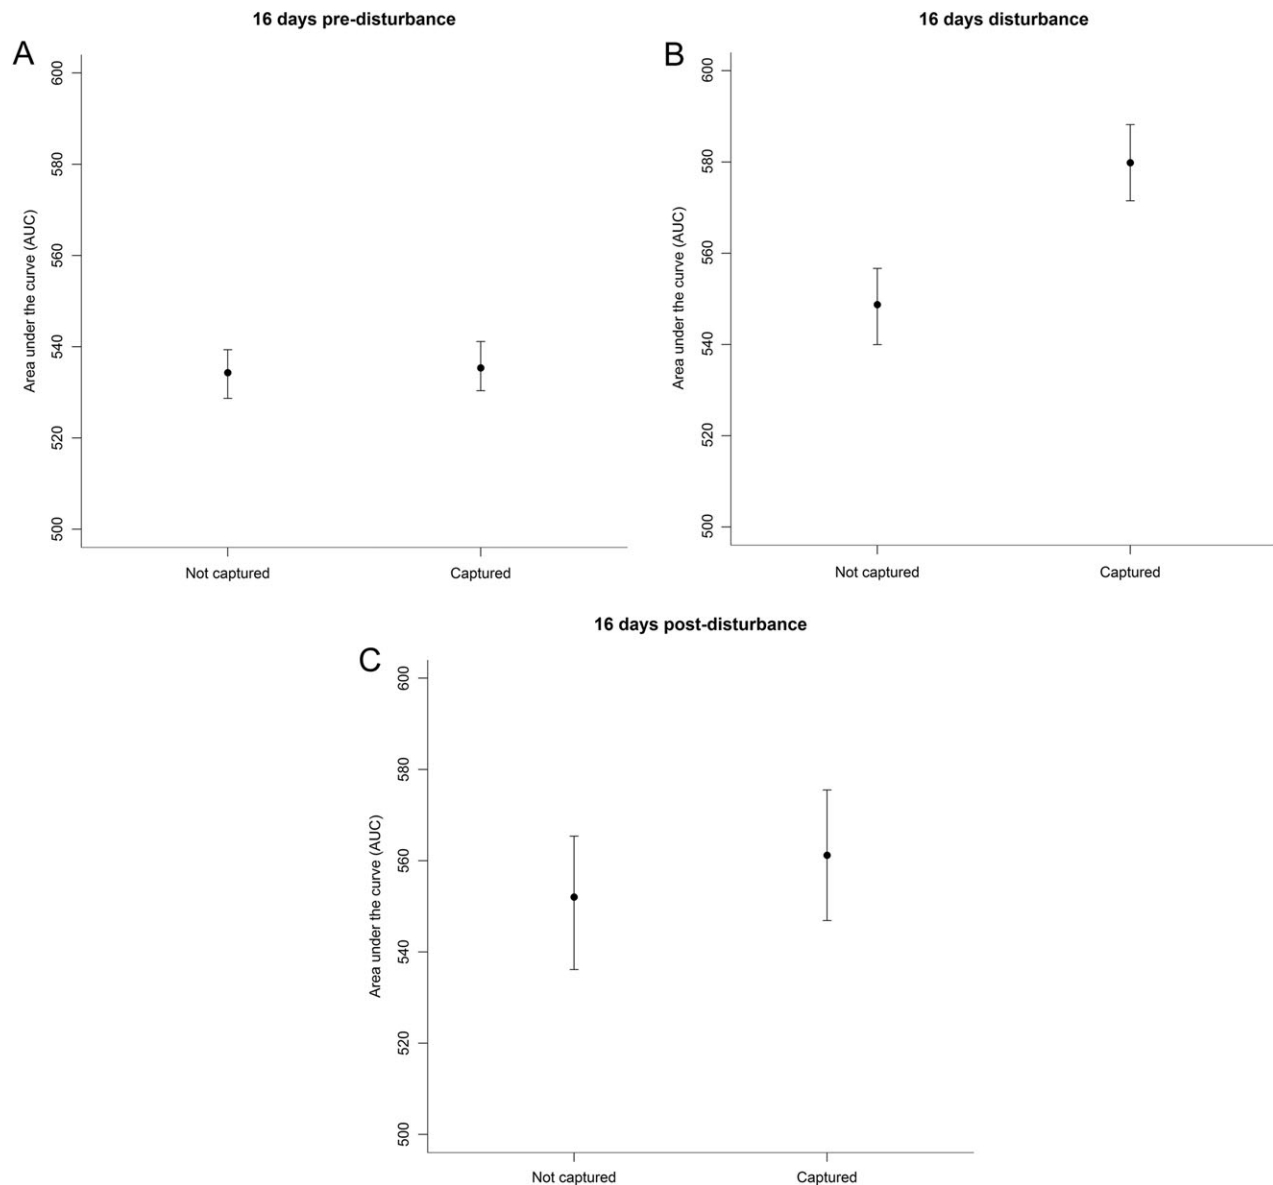 16 days pre-disturbance
A
Area under the curve (AUC)
600
580
560
540
520
500
Not captured
Captured
16 days disturbance
B
Area under the curve (AUC)
600
580
560
540
520
500
Not captured
Captured
16 days post-disturbance
C
Area under the curve (AUC)
600
580
560
540
520
500
Not captured
Captured